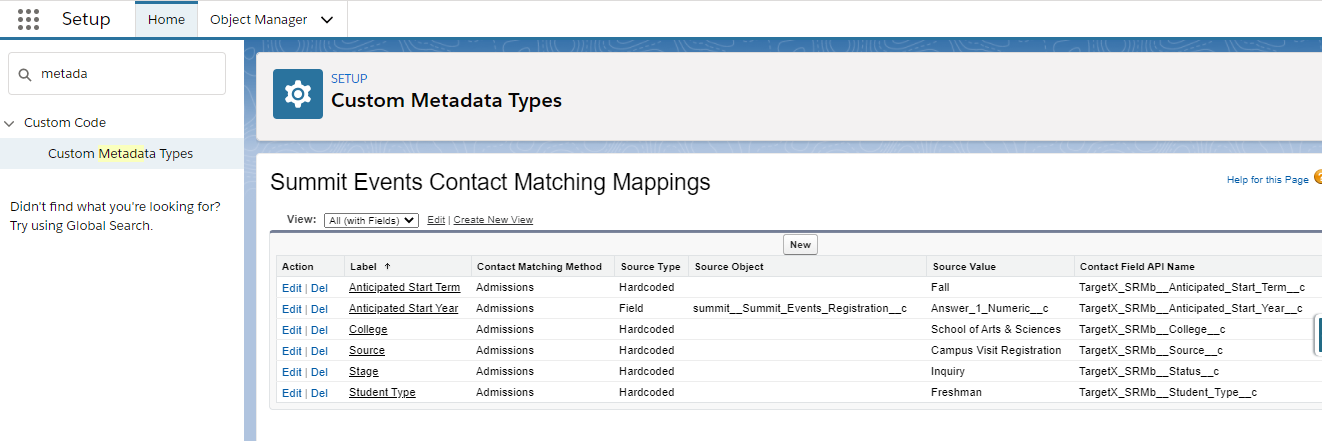 Setup Home Object Manager
metada
Custom Code
Custom Metadata Types
Didn't find what you're looking for?
Try using Global Search.
SETUP
Custom Metadata Types
Summit Events Contact Matching Mappings
Help for this Page
View: All (with Fields) Edit | Create New View
New
Action Label Contact Matching Method Source Type Source Object Source Value Contact Field API Name
Edit | Del Anticipated Start Term Admissions Hardcoded Fall TargetX_SRMb__Anticipated_Start_Term__c
Edit | Del Anticipated Start Year Admissions Field summit__Summit_Events_Registration__c Answer_1_Numeric__c TargetX_SRMb__Anticipated_Start_Year__c
Edit | Del College Admissions Hardcoded School of Arts & Sciences TargetX_SRMb__College__c
Edit | Del Source Admissions Hardcoded Campus Visit Registration TargetX_SRMb__Source__c
Edit | Del Stage Admissions Hardcoded Inquiry TargetX_SRMb__Status__c
Edit | Del Student Type Admissions Hardcoded Freshman TargetX_SRMb__Student_Type__c